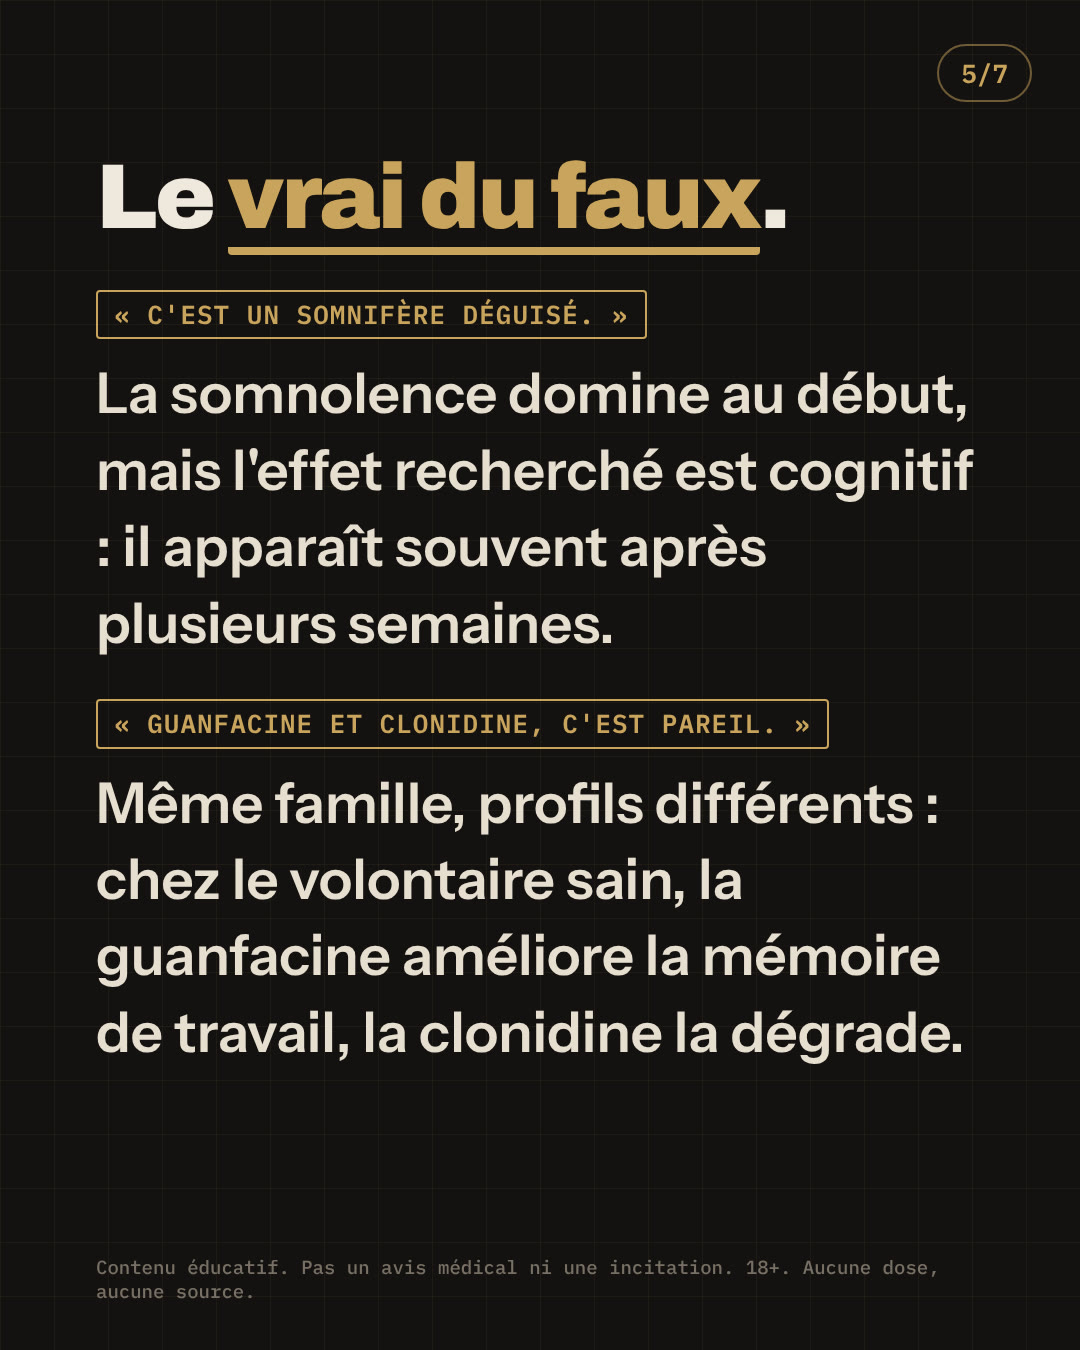 5/7
Le vrai du faux.
« C'EST UN SOMNIFÈRE DÉGUISÉ. »
La somnolence domine au début,
mais l'effet recherché est cognitif
: il apparaît souvent après
plusieurs semaines.
« GUANFACINE ET CLONIDINE, C'EST PAREIL. »
Même famille, profils différents :
chez le volontaire sain, la
guanfacine améliore la mémoire
de travail, la clonidine la dégrade.
Contenu éducatif. Pas un avis médical ni une incitation. 18+. Aucune dose,
aucune source.